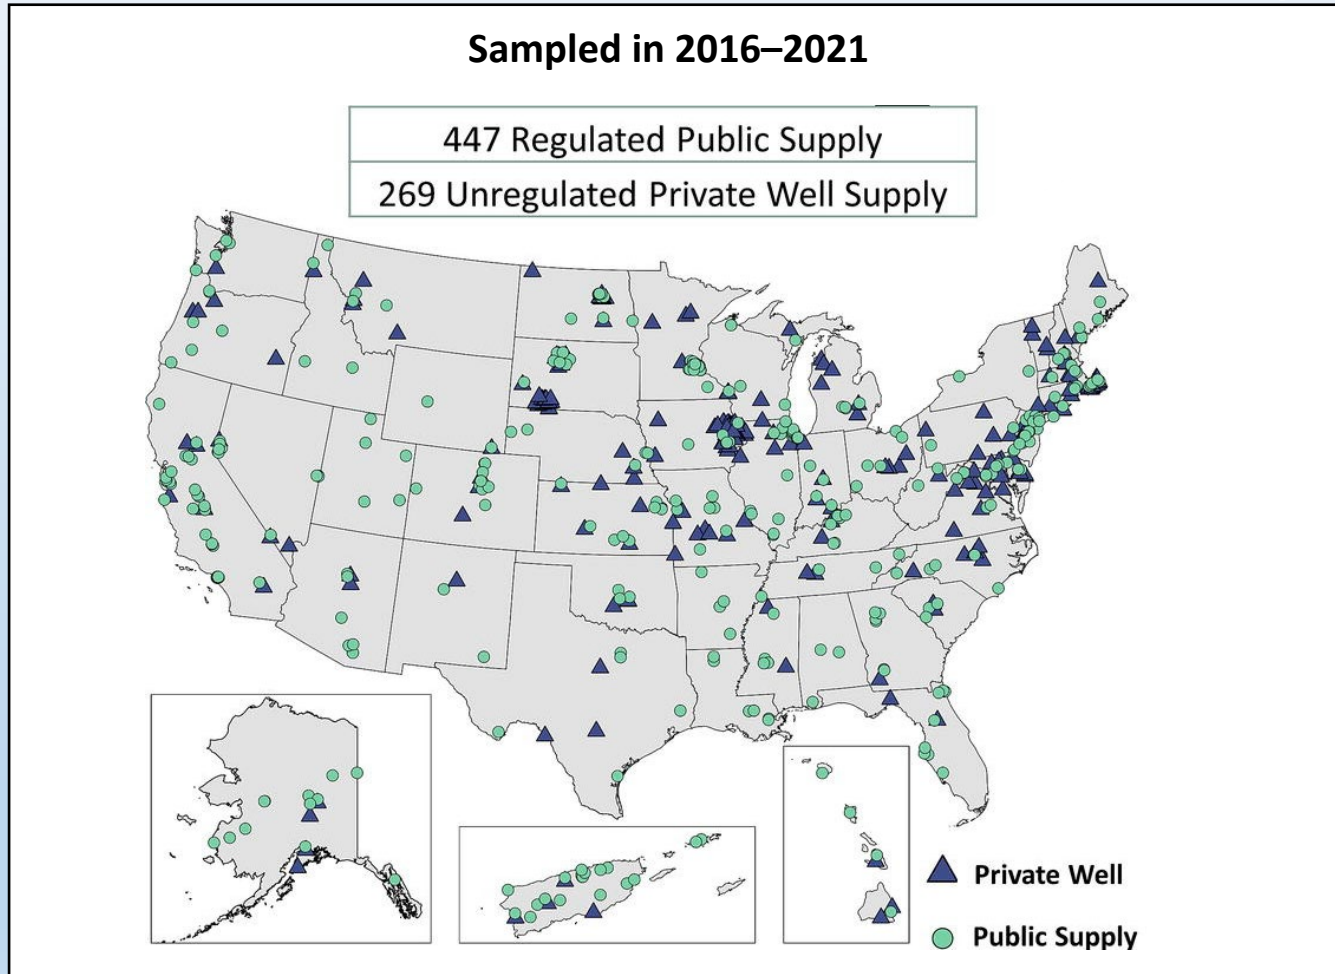 Sampled in 2016–2021
447 Regulated Public Supply
269 Unregulated Private Well Supply
Private Well
Public Supply